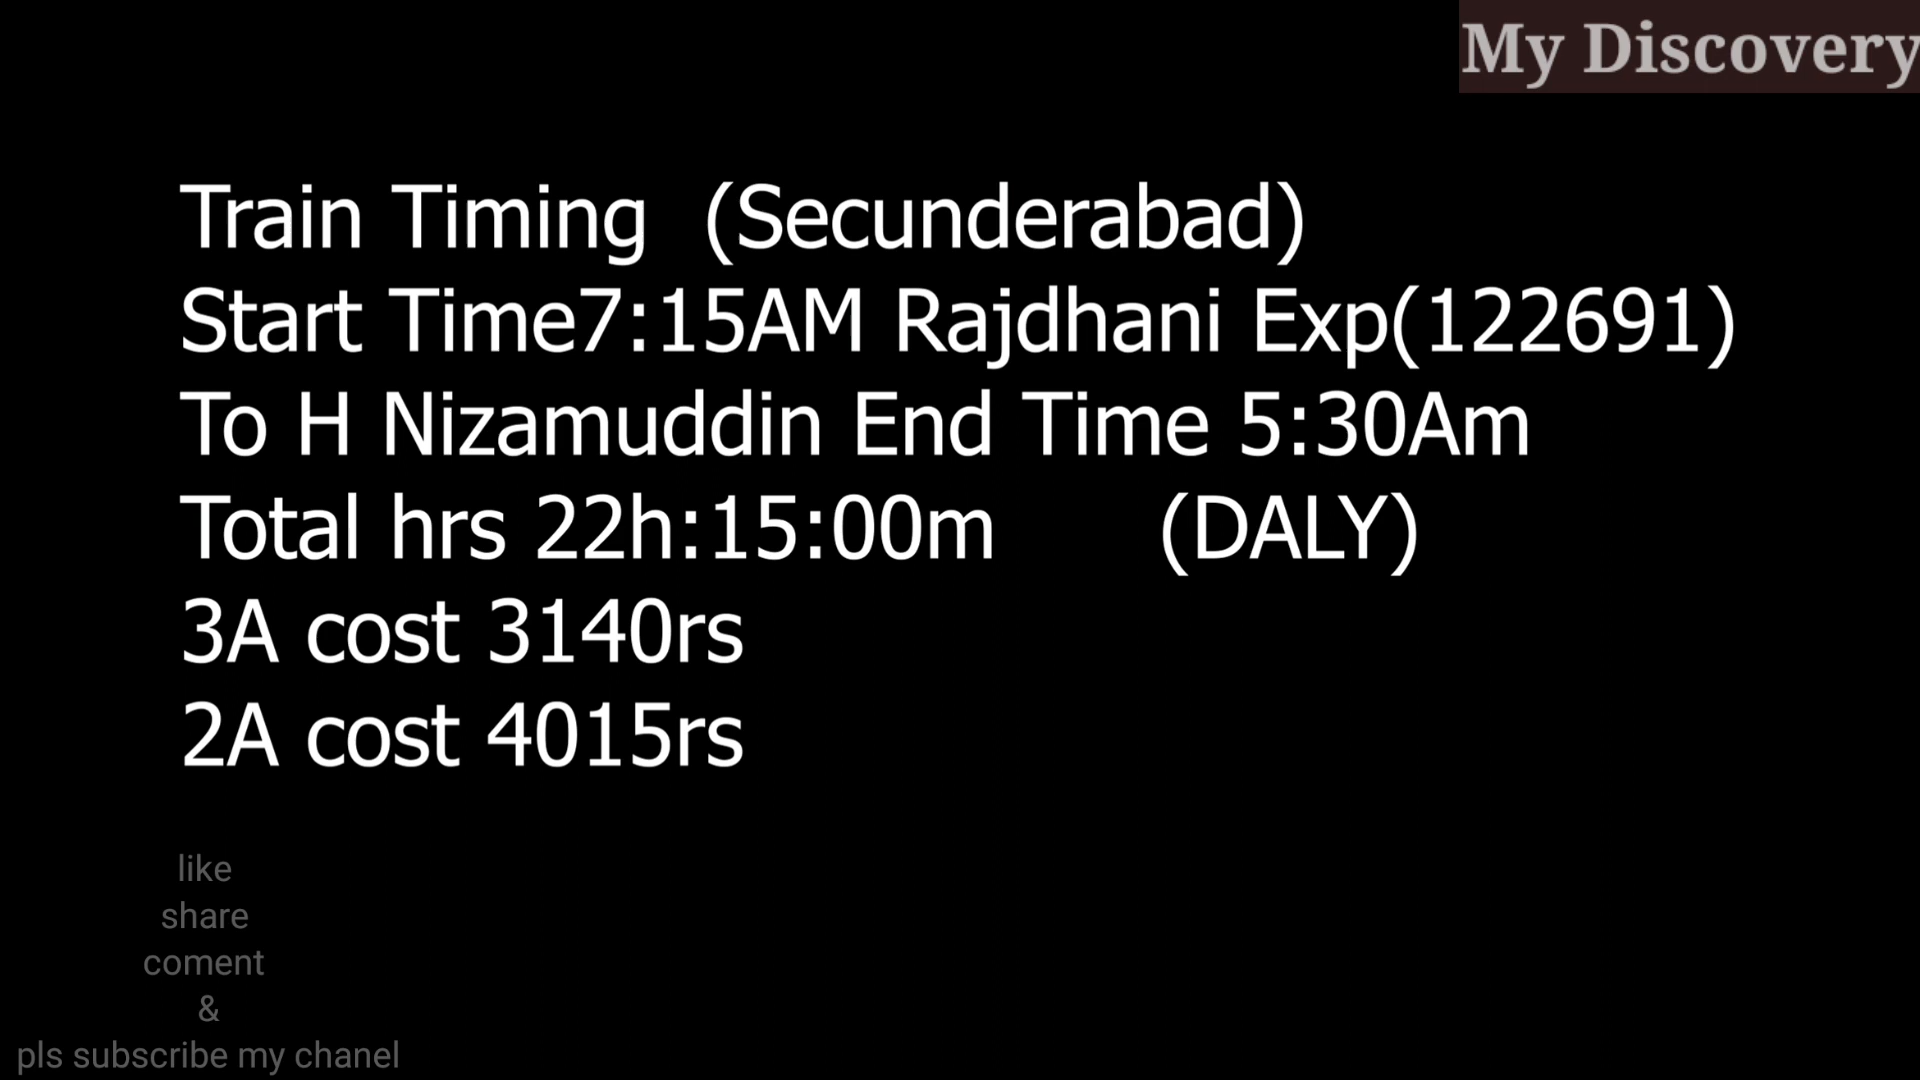 My Discovery
Train Timing  (Secunderabad)
Start Time7:15AM Rajdhani Exp(122691)
To H Nizamuddin End Time 5:30Am
Total hrs 22h:15:00m      (DALY)
3A cost 3140rs
2A cost 4015rs
like
share
coment
&
pls subscribe my chanel